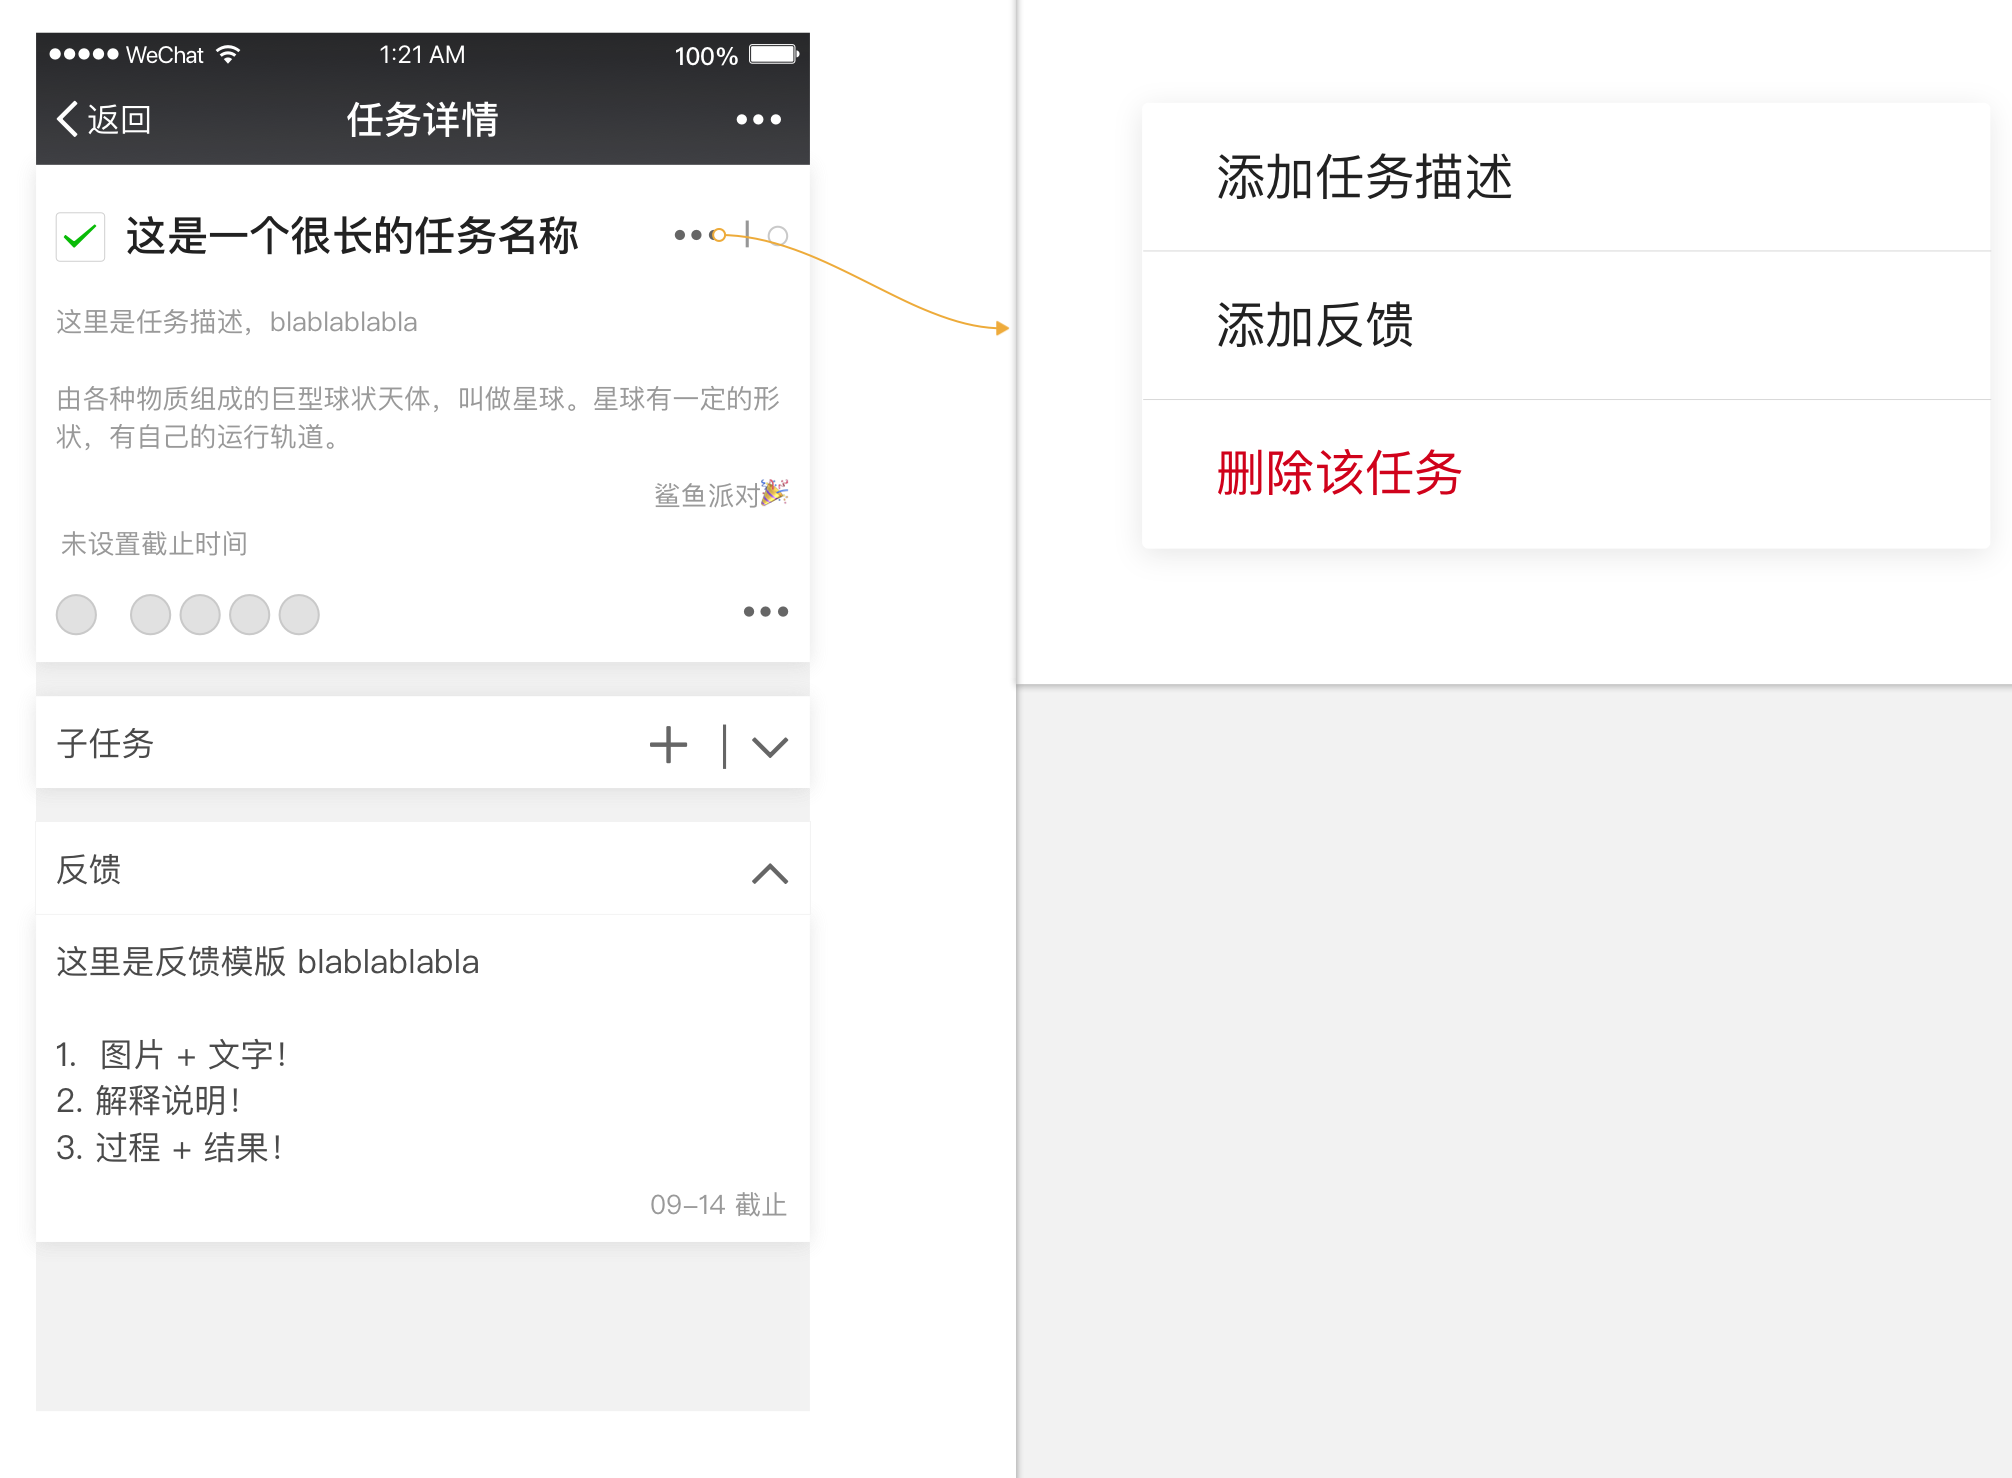 WeChat 1:21 AM 100%
返回 任务详情
这是一个很长的任务名称
这里是任务描述，blablablabla
由各种物质组成的巨型球状天体，叫做星球。星球有一定的形
状，有自己的运行轨道。
鲨鱼派对🎉
未设置截止时间
子任务
反馈
这里是反馈模版 blablablabla
1. 图片 + 文字！
2. 解释说明！
3. 过程 + 结果！
09-14 截止
添加任务描述
添加反馈
删除该任务